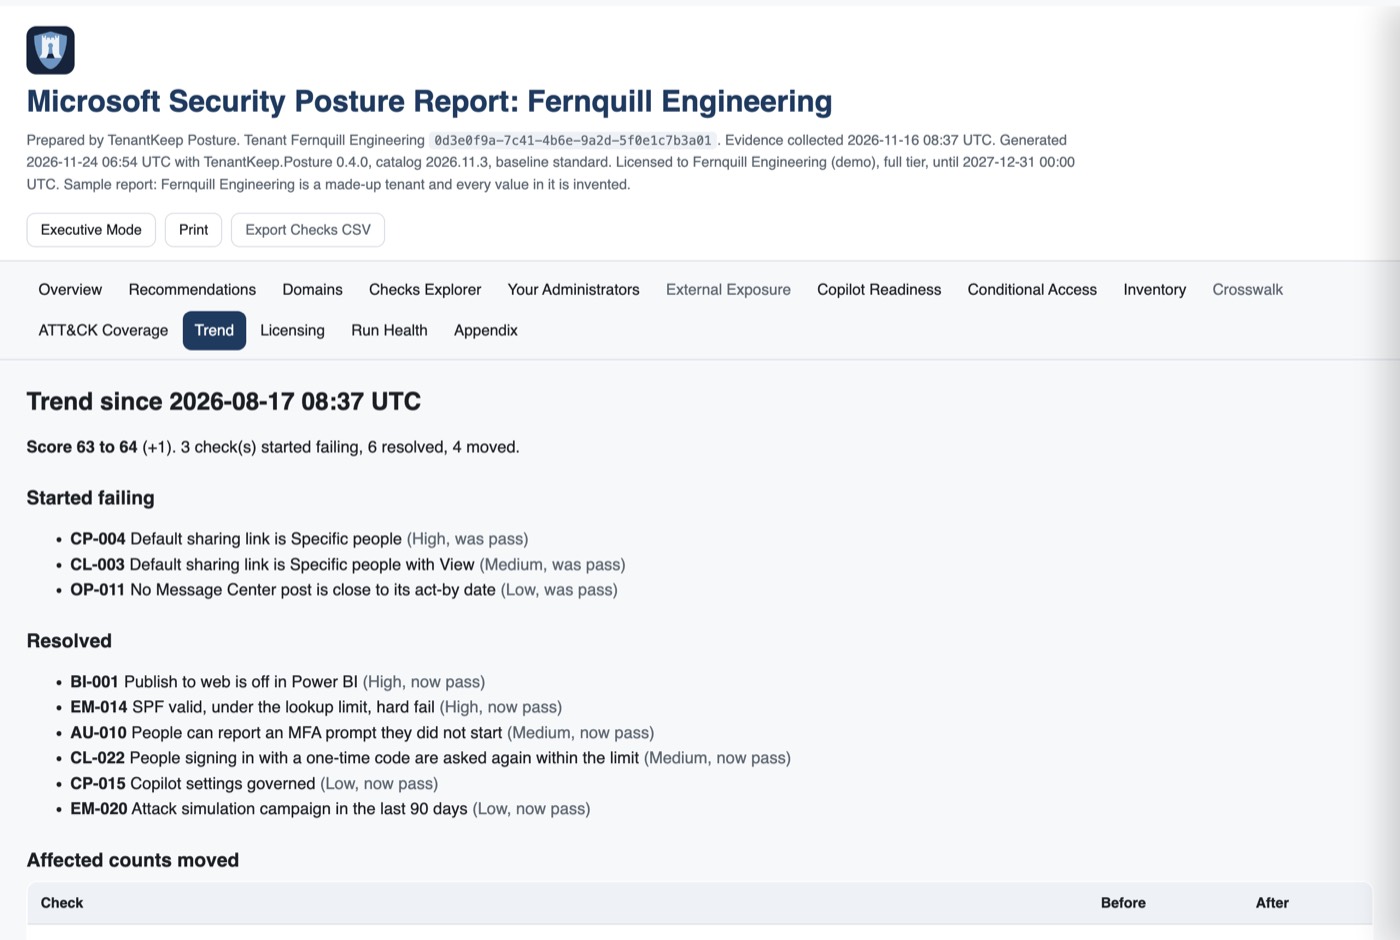 Microsoft Security Posture Report: Fernquill Engineering
Prepared by TenantKeep Posture. Tenant Fernquill Engineering 0d3e0f9a-7c41-4b6e-9a2d-5f0e1c7b3a01 . Evidence collected 2026-11-16 08:37 UTC. Generated
2026-11-24 06:54 UTC with TenantKeep.Posture 0.4.0, catalog 2026.11.3, baseline standard. Licensed to Fernquill Engineering (demo), full tier, until 2027-12-31 00:00
UTC. Sample report: Fernquill Engineering is a made-up tenant and every value in it is invented.
Executive Mode Print Export Checks CSV
Overview Recommendations Domains Checks Explorer Your Administrators External Exposure Copilot Readiness Conditional Access Inventory Crosswalk
ATT&CK Coverage Trend Licensing Run Health Appendix
Trend since 2026-08-17 08:37 UTC
Score 63 to 64 (+1). 3 check(s) started failing, 6 resolved, 4 moved.
Started failing
• CP-004 Default sharing link is Specific people (High, was pass)
• CL-003 Default sharing link is Specific people with View (Medium, was pass)
• OP-011 No Message Center post is close to its act-by date (Low, was pass)
Resolved
• BI-001 Publish to web is off in Power BI (High, now pass)
• EM-014 SPF valid, under the lookup limit, hard fail (High, now pass)
• AU-010 People can report an MFA prompt they did not start (Medium, now pass)
• CL-022 People signing in with a one-time code are asked again within the limit (Medium, now pass)
• CP-015 Copilot settings governed (Low, now pass)
• EM-020 Attack simulation campaign in the last 90 days (Low, now pass)
Affected counts moved
Check Before After